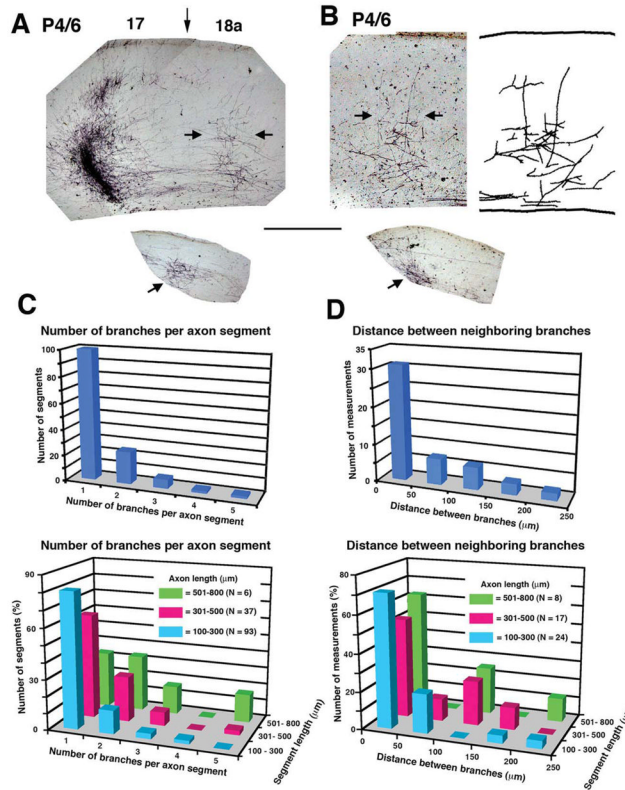 A P4/6 17 18a
B P4/6
C
Number of branches per axon segment
Number of segments
100
80
60
40
20
0
1 2 3 4 5
Number of branches per axon segment
D
Distance between neighboring branches
Number of measurements
35
30
20
10
0
0 50 100 150 200 250
Distance between branches (μm)
Number of branches per axon segment
Number of segments (%)
90
60
30
0
Axon length (μm)
= 501-800 (N = 6)
= 301-500 (N = 37)
= 100-300 (N = 93)
1 2 3 4 5
Number of branches per axon segment
501- 800
301- 500
100 - 300
Segment length (μm)
Distance between neighboring branches
Number of measurements (%)
80
60
40
20
0
Axon length (μm)
= 501-800 (N = 8)
= 301-500 (N = 17)
= 100-300 (N = 24)
0 50 100 150 200 250
Distance between branches (μm)
501- 800
301 - 500
100 - 300
Segment length (μm)